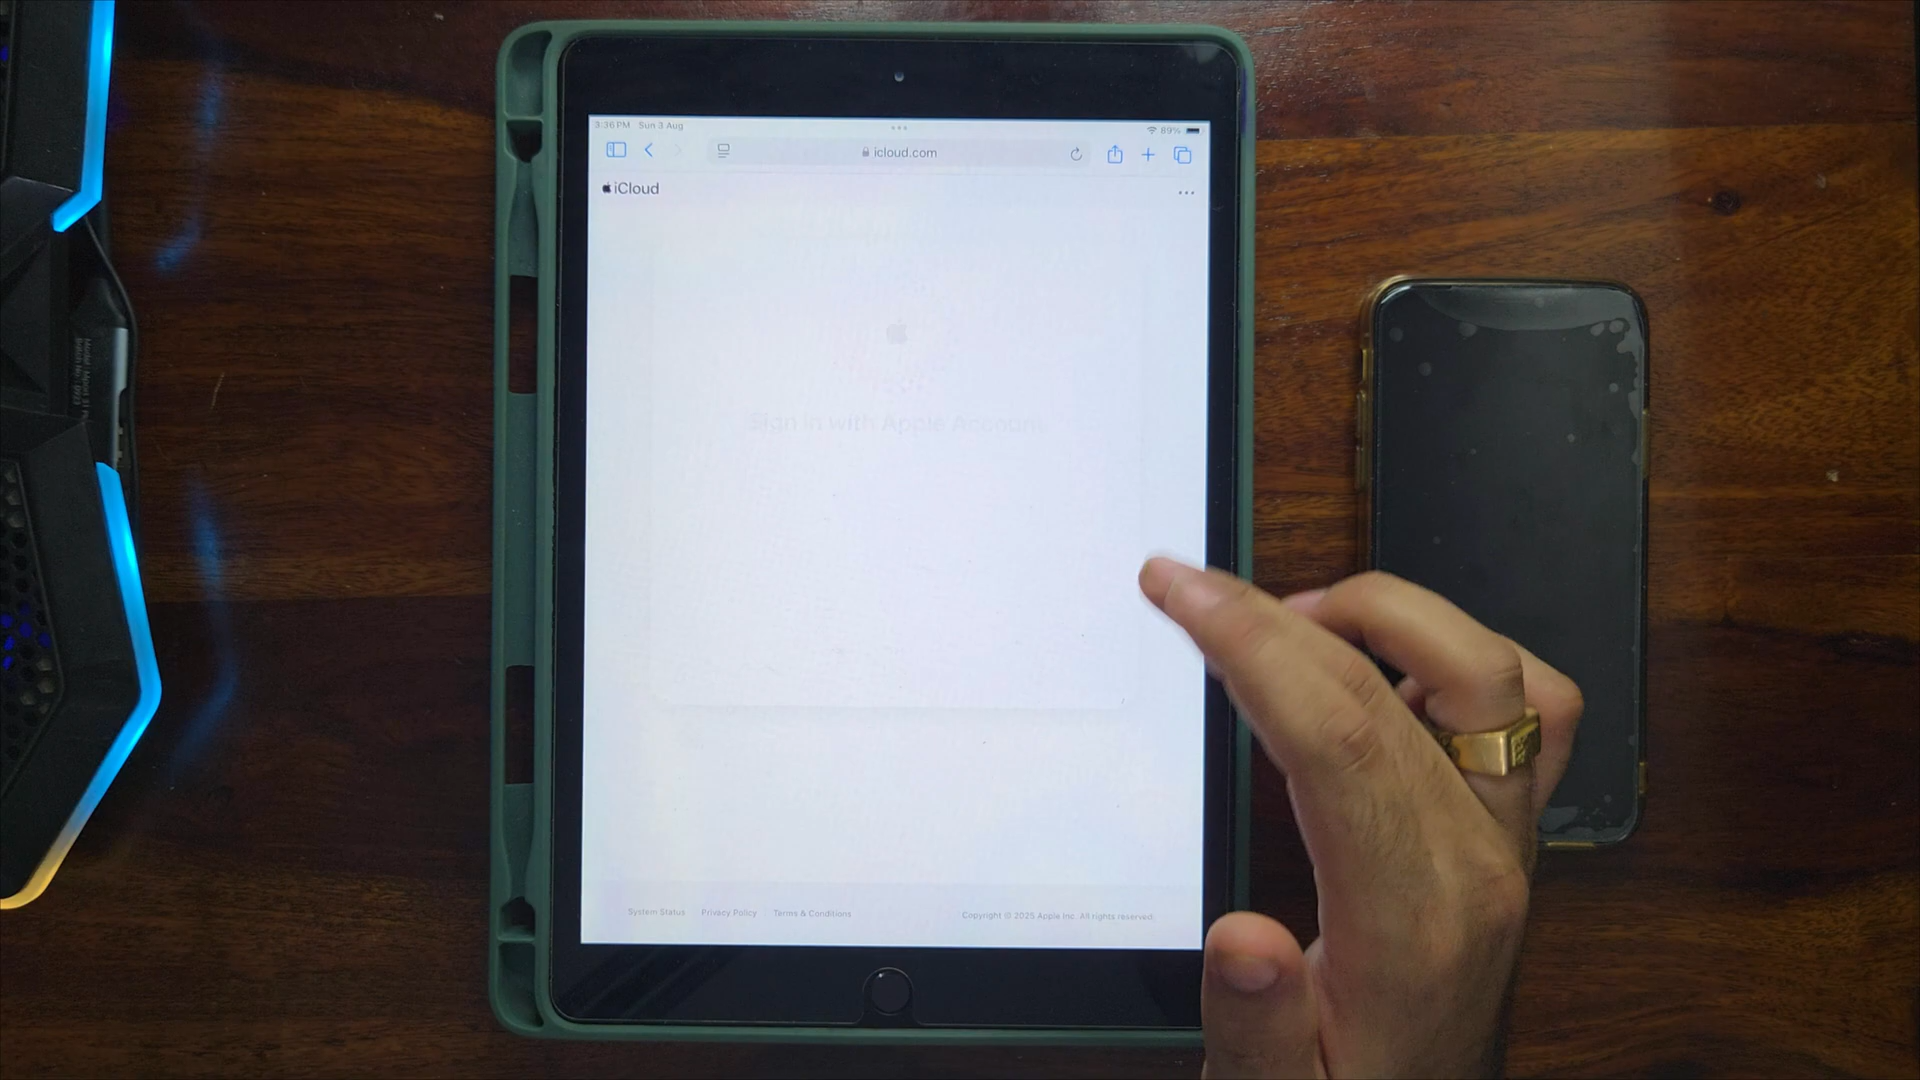 3:36 PM Sun 3 Aug
89%
icloud.com
iCloud
Sign in with Apple Account
System Status Privacy Policy Terms & Conditions
Copyright © 2025 Apple Inc. All rights reserved.